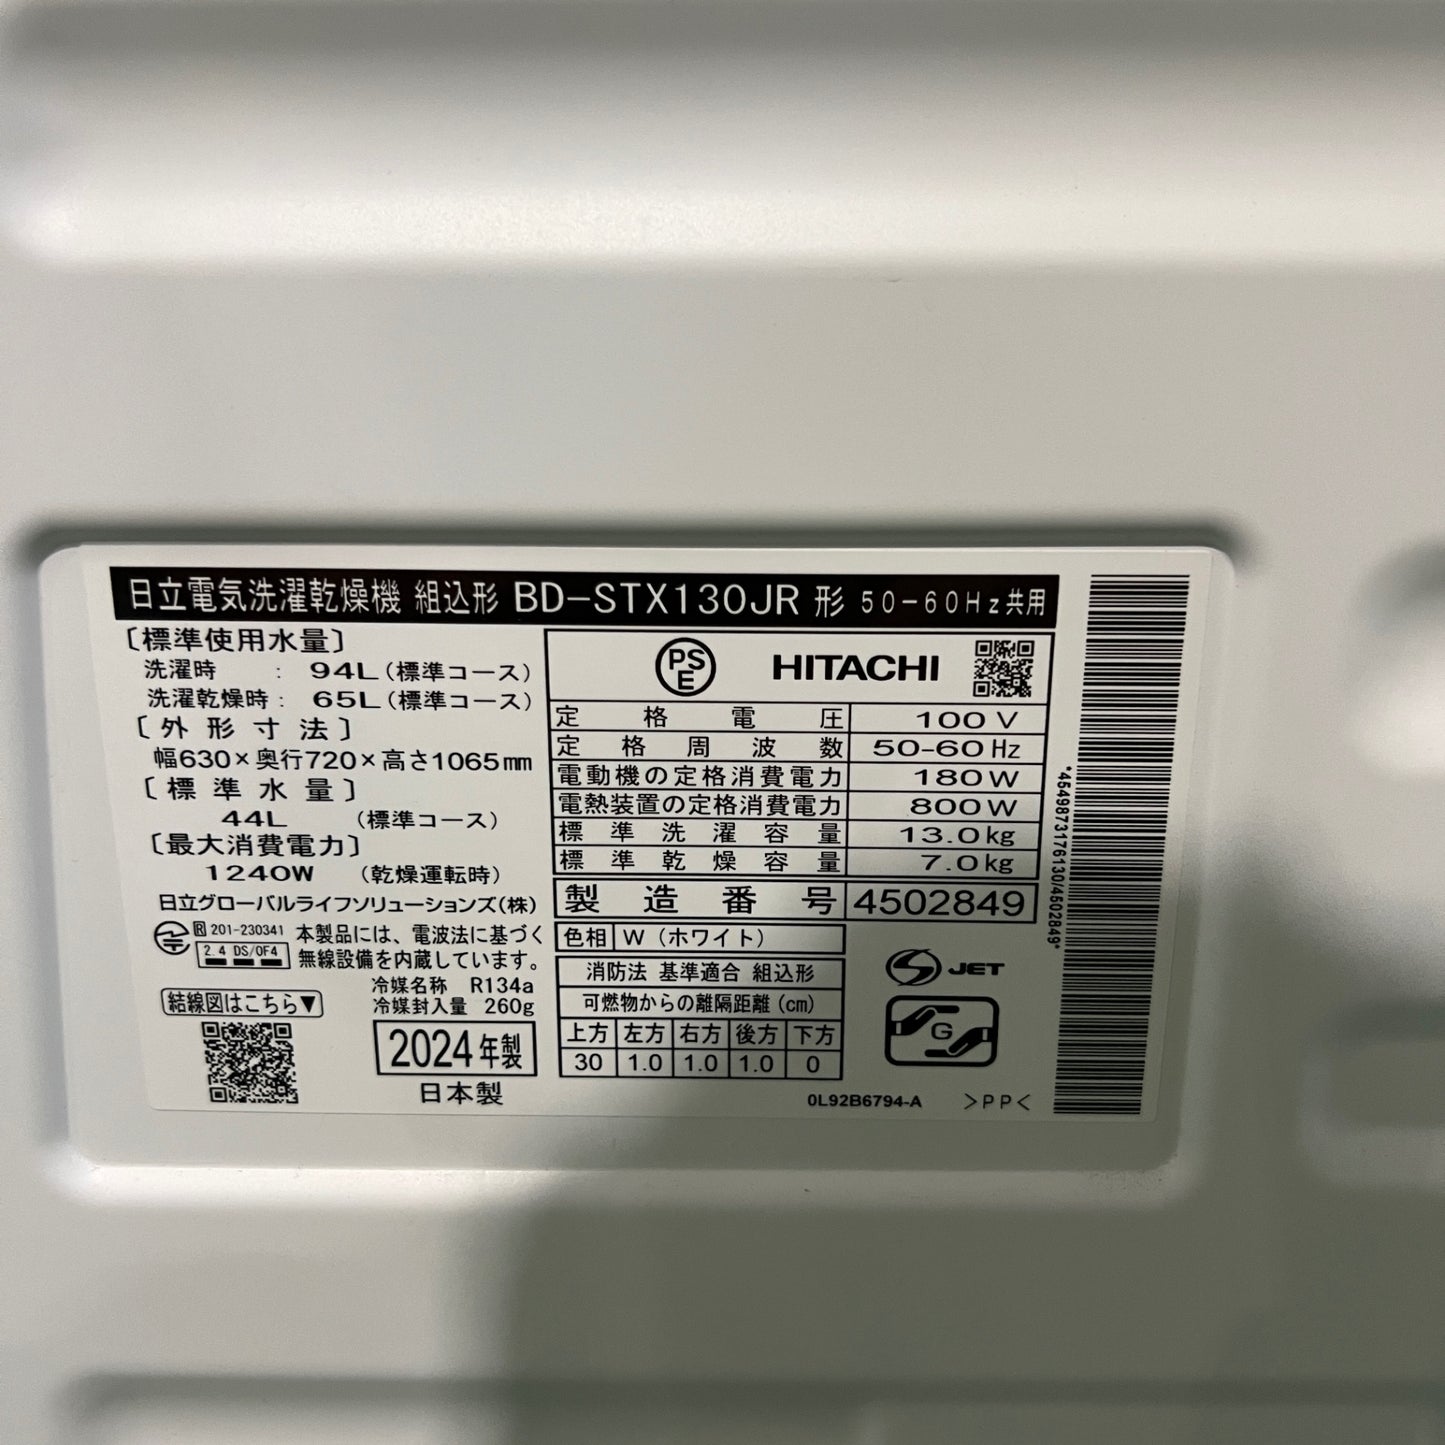 日立電気洗濯乾燥機 組込形 BD-STX130JR 形 50-60Hz共用
〔標準使用水量〕
洗濯時 : 94L(標準コース)
洗濯乾燥時: 65L(標準コース)
〔外形寸法〕
幅630×奥行720×高さ1065mm
〔標準水量〕
44L (標準コース)
〔最大消費電力〕
1240W (乾燥運転時)
日立グローバルライフソリューションズ(株)
R 201-230341
2.4 DS/OF4
本製品には、電波法に基づく
無線設備を内蔵しています。
冷媒名称 R134a
冷媒封入量 260g
結線図はこちら▼
2024年製
日本製
PSE HITACHI
定格電圧 100V
定格周波数 50-60Hz
電動機の定格消費電力 180W
電熱装置の定格消費電力 800W
標準洗濯容量 13.0kg
標準乾燥容量 7.0kg
製造番号 4502849
色相 W(ホワイト)
消防法 基準適合 組込形
可燃物からの離隔距離(cm)
上方 左方 右方 後方 下方
30 1.0 1.0 1.0 0
S JET
G
0L92B6794-A >PP<
*4549873176130/4502849*